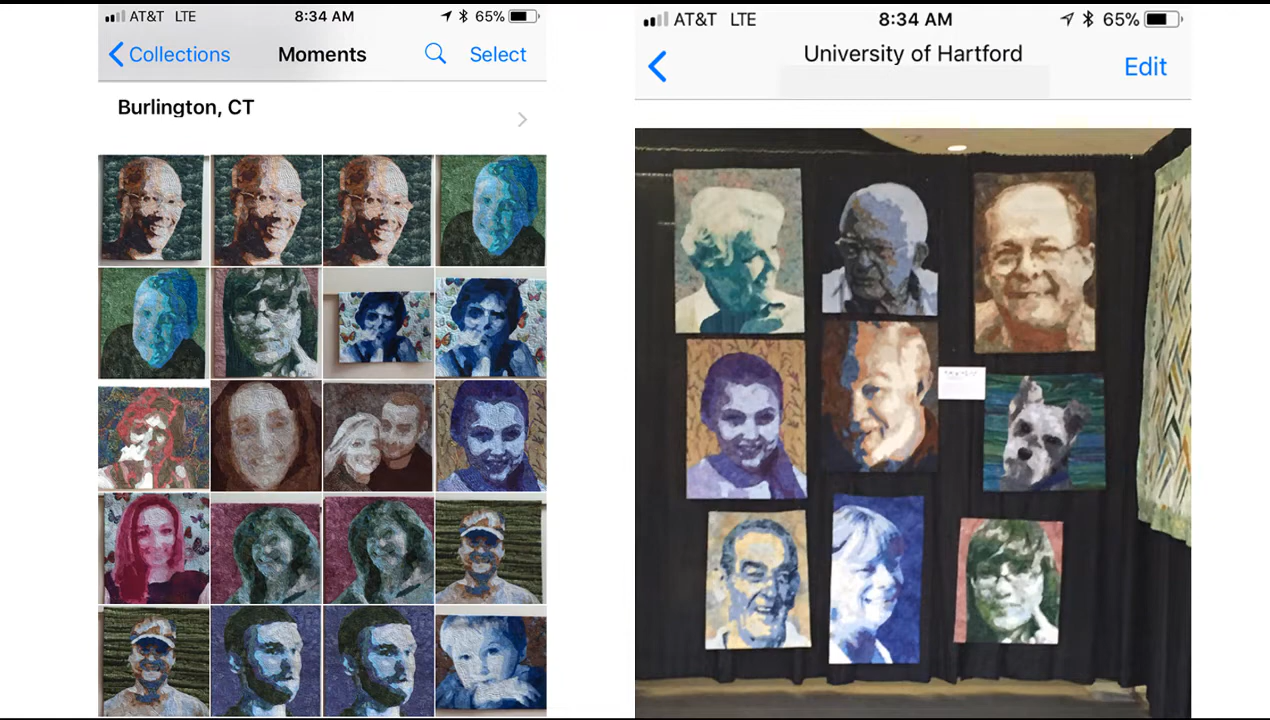 AT&T LTE 8:34 AM 65%
Collections Moments Select
Burlington, CT
AT&T LTE 8:34 AM 65%
University of Hartford
Edit